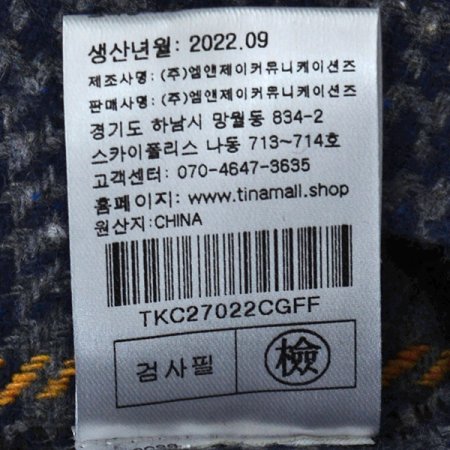 생산년월: 2022.09
제조사명: (주)엠앤제이커뮤니케이션즈
판매사명: (주)엠앤제이커뮤니케이션즈
경기도 하남시 망월동 834-2
스카이폴리스 나동 713~714호
고객센터: 070-4647-3635
홈페이지: www.tinamall.shop
원산지:CHINA
TKC27022CGFF
검사필 檢